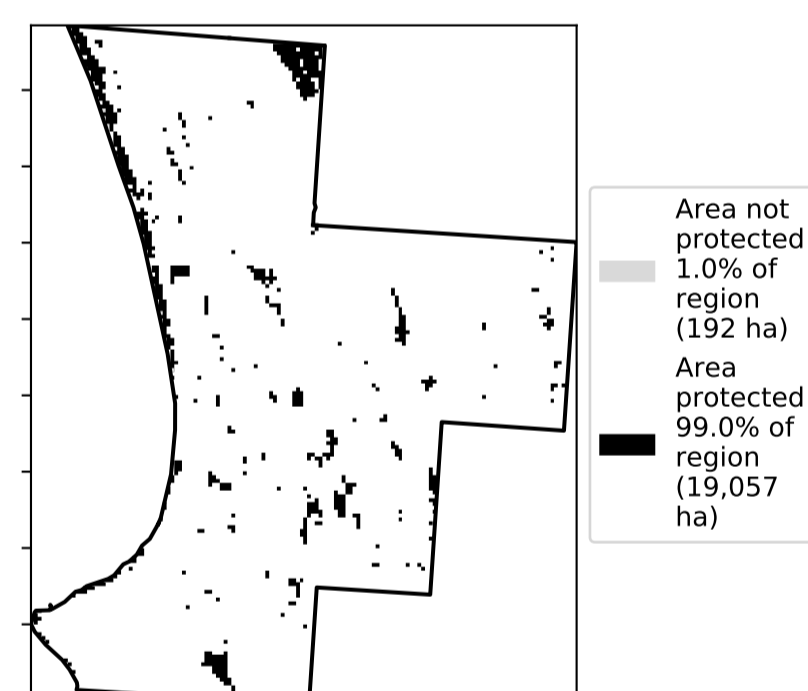 Area not
protected
1.0% of
region
(192 ha)
Area
protected
99.0% of
region
(19,057
ha)